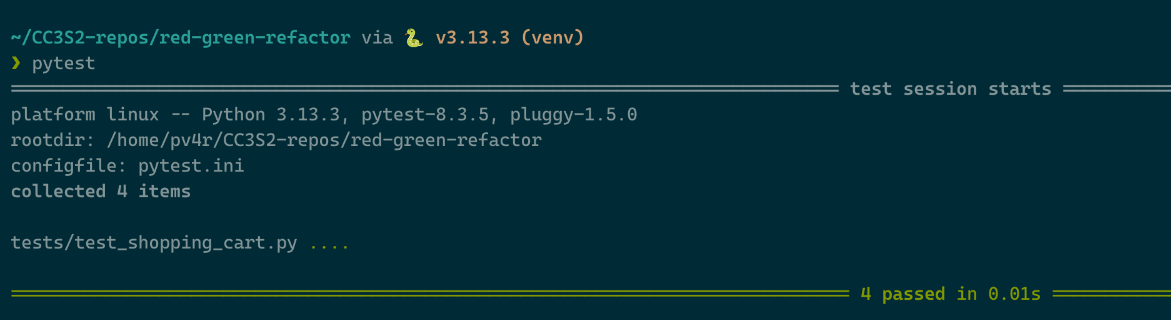 ~/CC3S2-repos/red-green-refactor via 🐍 v3.13.3 (venv)
❯ pytest
test session starts
platform linux -- Python 3.13.3, pytest-8.3.5, pluggy-1.5.0
rootdir: /home/pv4r/CC3S2-repos/red-green-refactor
configfile: pytest.ini
collected 4 items
tests/test_shopping_cart.py ....
4 passed in 0.01s